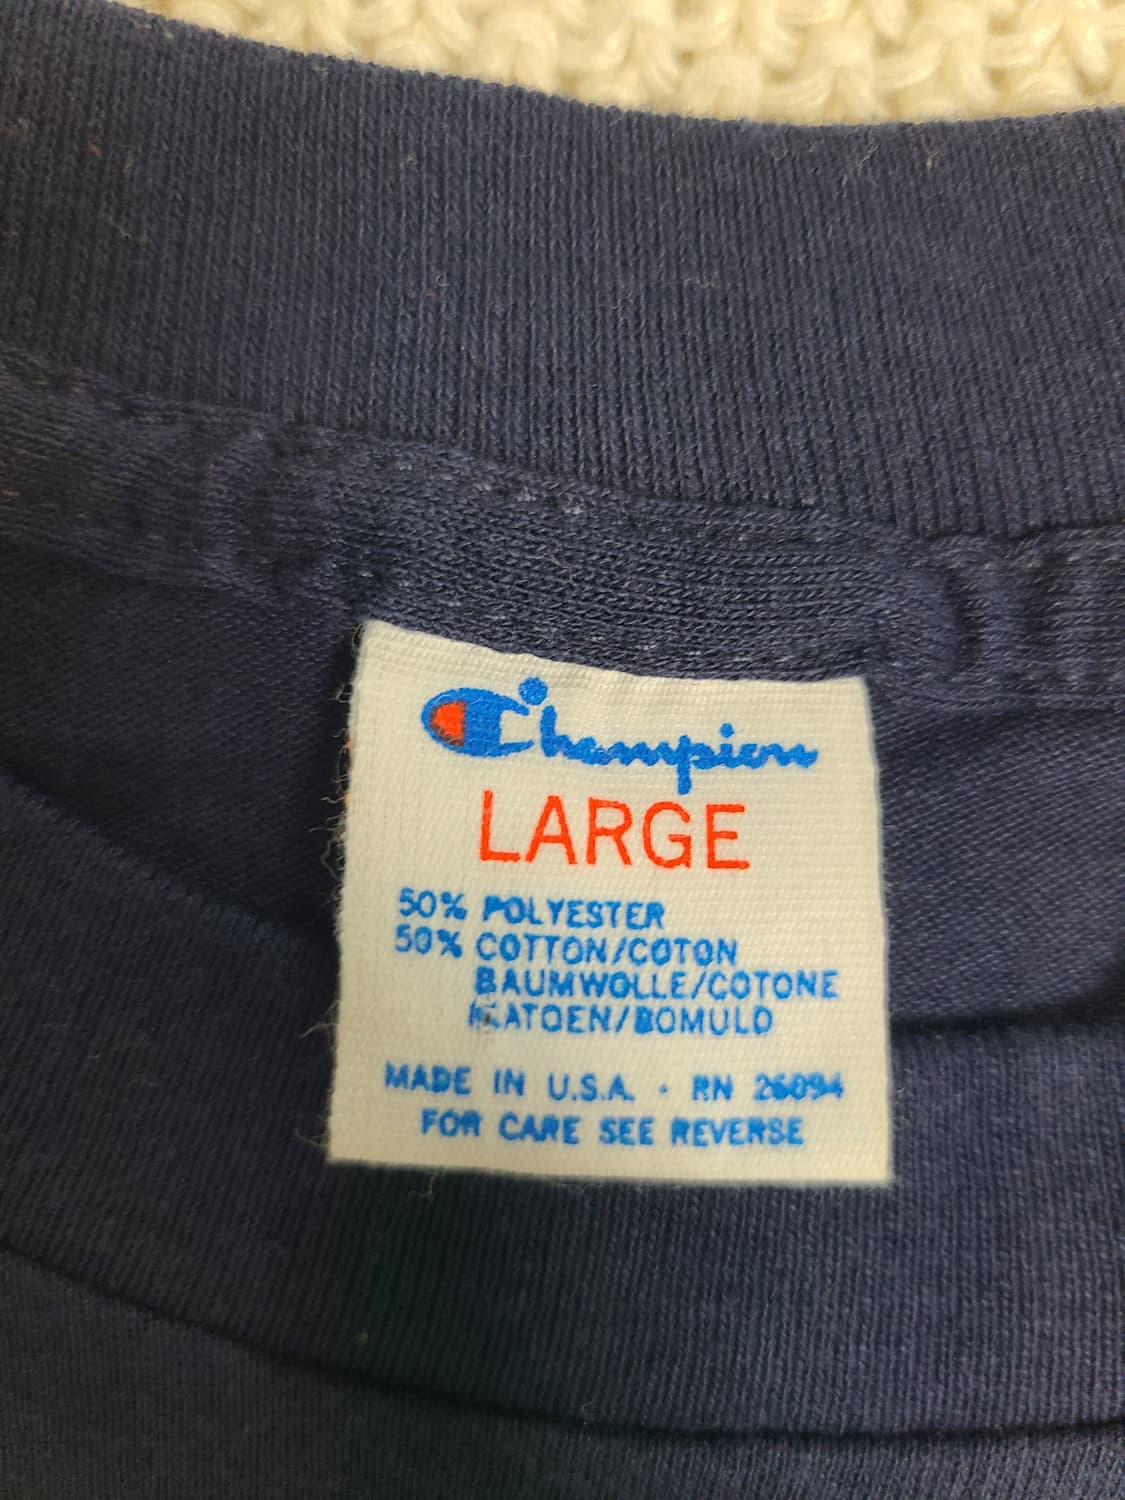 Champion
LARGE
50% POLYESTER
50% COTTON/COTON
BAUMWOLLE/COTONE
KATOEN/BOMULD
MADE IN U.S.A. · RN 26094
FOR CARE SEE REVERSE